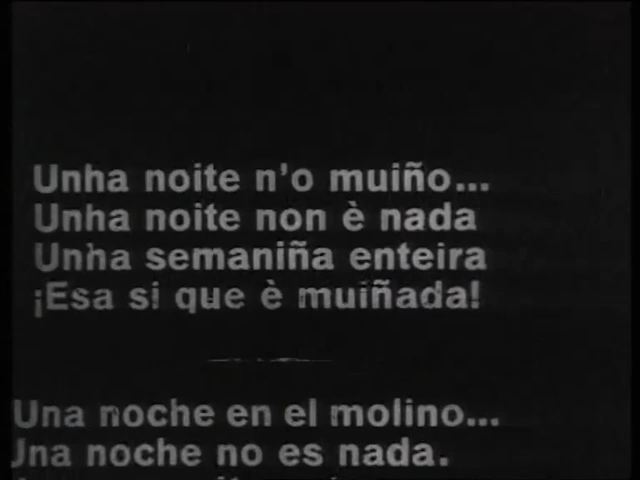 Unha noite n'o muiño...
Unha noite non è nada
Unha semaniña enteira
¡Esa si que è muiñada!
Una noche en el molino...
Una noche no es nada.